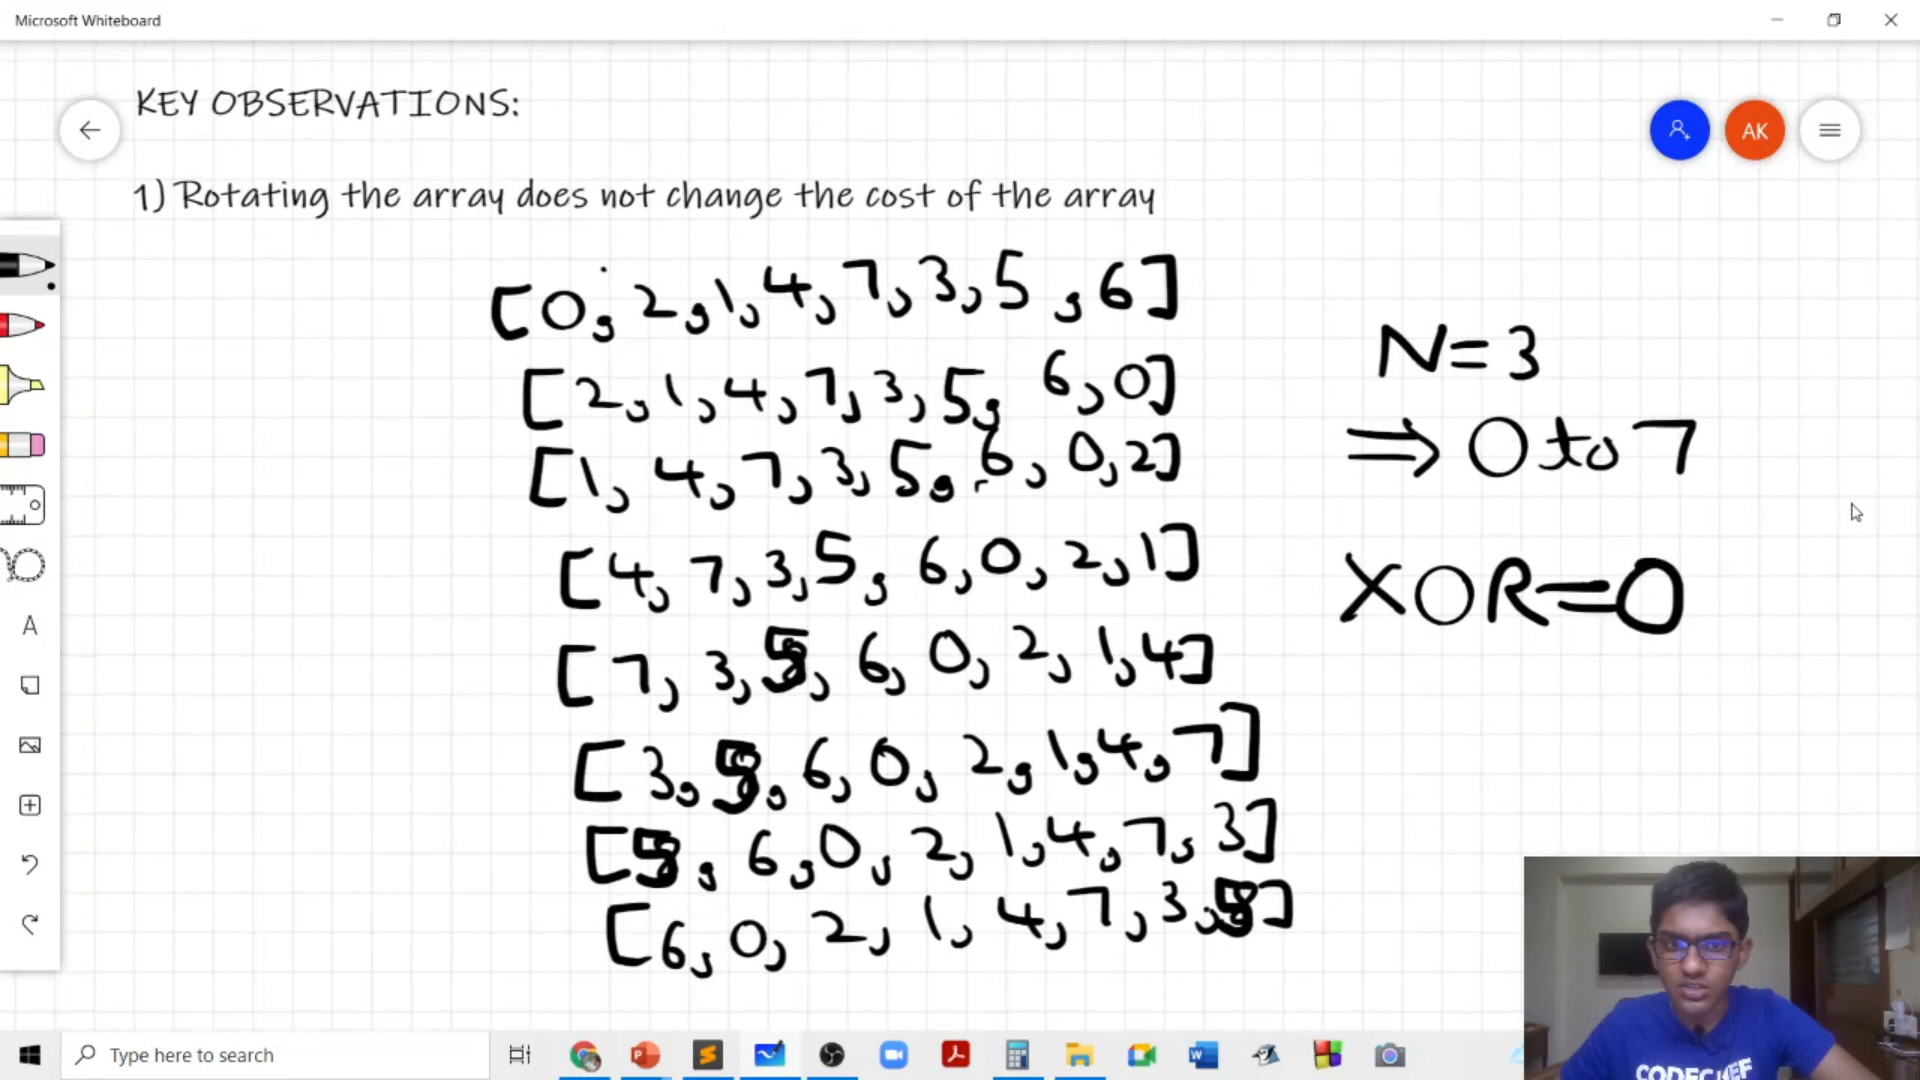 Microsoft Whiteboard
KEY OBSERVATIONS:
AK
1) Rotating the array does not change the cost of the array
[0, 2, 1, 4, 7, 3, 5, 6]
[2, 1, 4, 7, 3, 5, 6, 0]
[1, 4, 7, 3, 5, 6, 0, 2]
[4, 7, 3, 5, 6, 0, 2, 1]
[7, 3, 5, 6, 0, 2, 1, 4]
[3, 5, 6, 0, 2, 1, 4, 7]
[5, 6, 0, 2, 1, 4, 7, 3]
[6, 0, 2, 1, 4, 7, 3, 5]
N=3
⇒ 0 to 7
XOR=0
A
Type here to search
CODECHEF